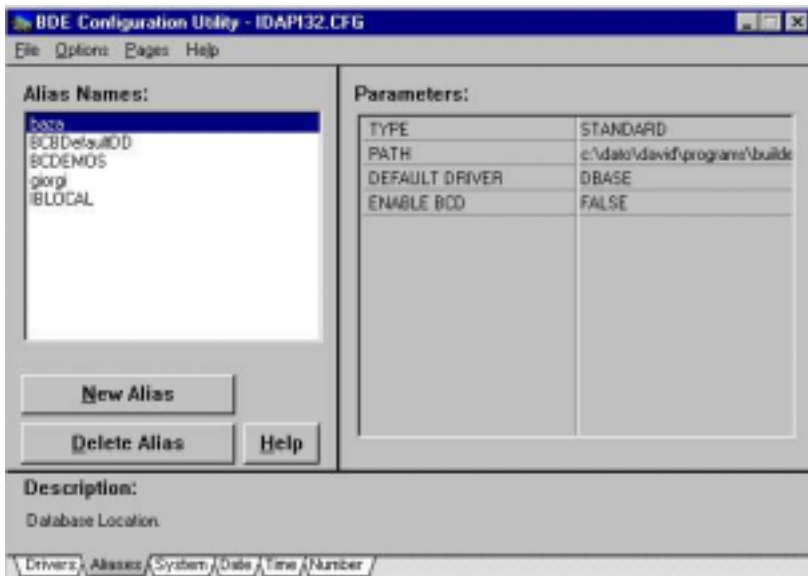 BDE Configuration Utility - IDAPI32.CFG
File Options Pages Help
Alias Names:
baza
BCBDefaultDD
BCDEMOS
giorgi
IBLOCAL
New Alias
Delete Alias
Help
Parameters:
TYPE STANDARD
PATH c:\dato\david\programs\builde
DEFAULT DRIVER DBASE
ENABLE BCD FALSE
Description:
Database Location.
Drivers Aliases System Date Time Number